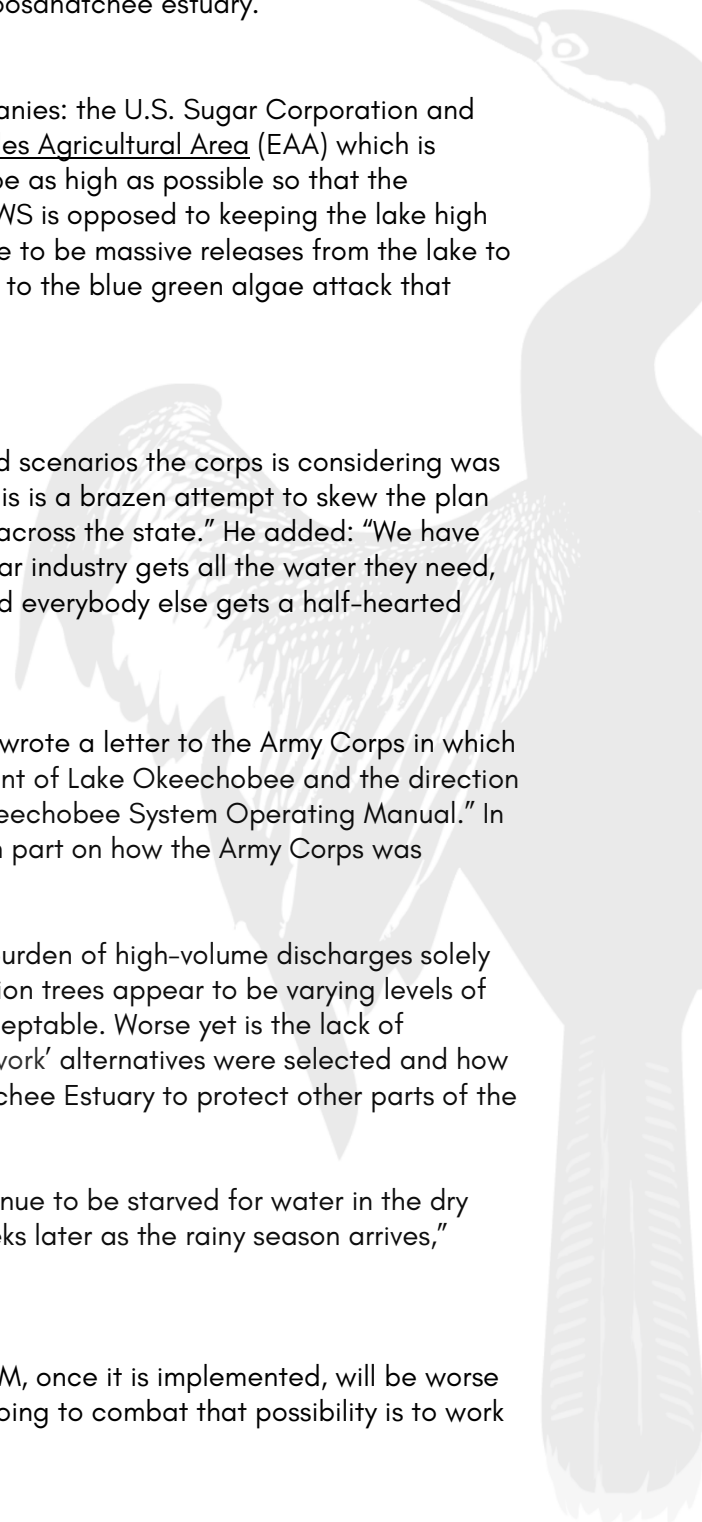 oosahatchee estuary.
anies: the U.S. Sugar Corporation and
es Agricultural Area (EAA) which is
be as high as possible so that the
WS is opposed to keeping the lake high
e to be massive releases from the lake to
to the blue green algae attack that
d scenarios the corps is considering was
is is a brazen attempt to skew the plan
across the state.” He added: “We have
ar industry gets all the water they need,
d everybody else gets a half-hearted
wrote a letter to the Army Corps in which
nt of Lake Okeechobee and the direction
eechobee System Operating Manual.” In
n part on how the Army Corps was
urden of high-volume discharges solely
ion trees appear to be varying levels of
eptable. Worse yet is the lack of
work’ alternatives were selected and how
chee Estuary to protect other parts of the
nue to be starved for water in the dry
eks later as the rainy season arrives,”
M, once it is implemented, will be worse
oing to combat that possibility is to work